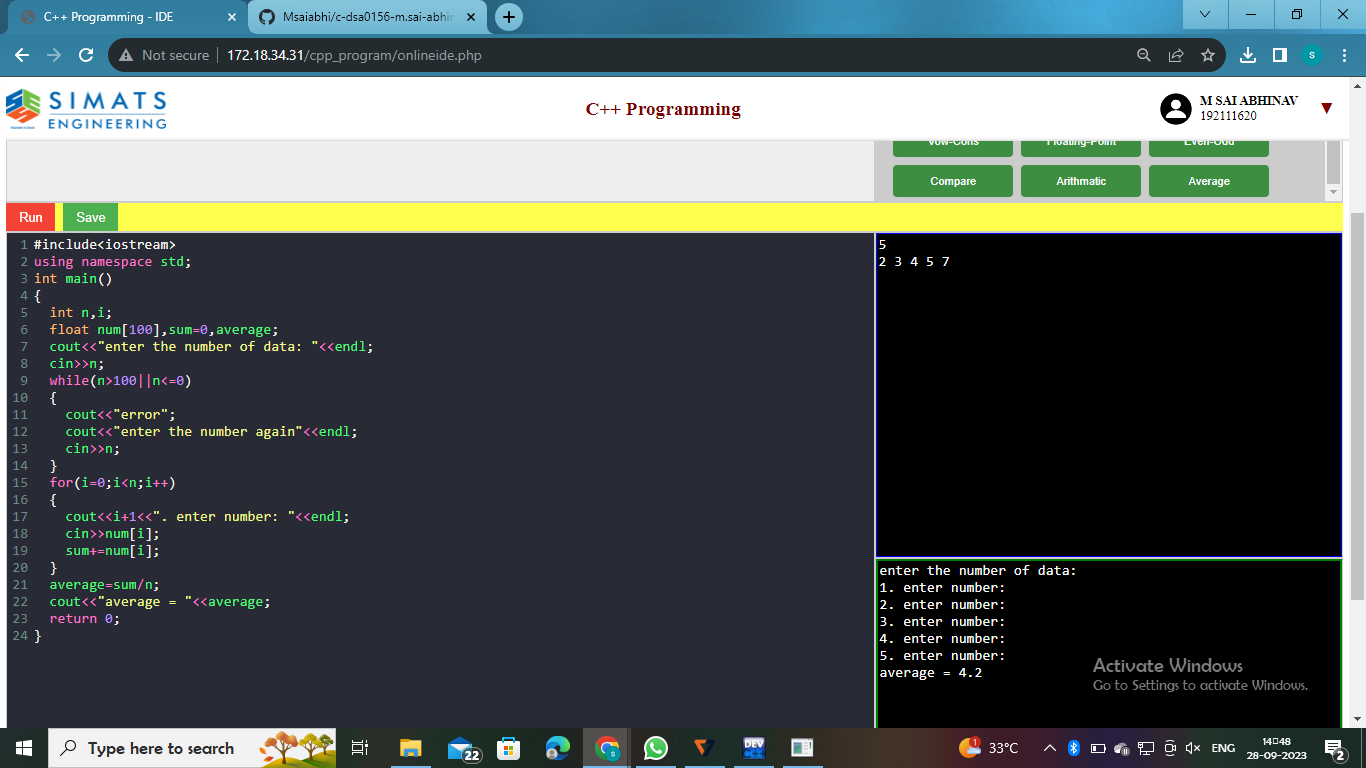 C++ Programming - IDE
Msaiabhi/c-dsa0156-m.sai-abhin
Not secure
172.18.34.31/cpp_program/onlineide.php
s
SIMATS
ENGINEERING
C++ Programming
M SAI ABHINAV
192111620
Vow-Cons
Floating-Point
Even-Odd
Compare
Arithmatic
Average
Run
Save
1 #include<iostream>
2 using namespace std;
3 int main()
4 {
5 int n,i;
6 float num[100],sum=0,average;
7 cout<<"enter the number of data: "<<endl;
8 cin>>n;
9 while(n>100||n<=0)
10 {
11 cout<<"error";
12 cout<<"enter the number again"<<endl;
13 cin>>n;
14 }
15 for(i=0;i<n;i++)
16 {
17 cout<<i+1<<". enter number: "<<endl;
18 cin>>num[i];
19 sum+=num[i];
20 }
21 average=sum/n;
22 cout<<"average = "<<average;
23 return 0;
24 }
5
2 3 4 5 7
enter the number of data:
1. enter number:
2. enter number:
3. enter number:
4. enter number:
5. enter number:
average = 4.2
Activate Windows
Go to Settings to activate Windows.
Type here to search
22
S
DEV
1
33°C
ENG
14:48
28-09-2023
2